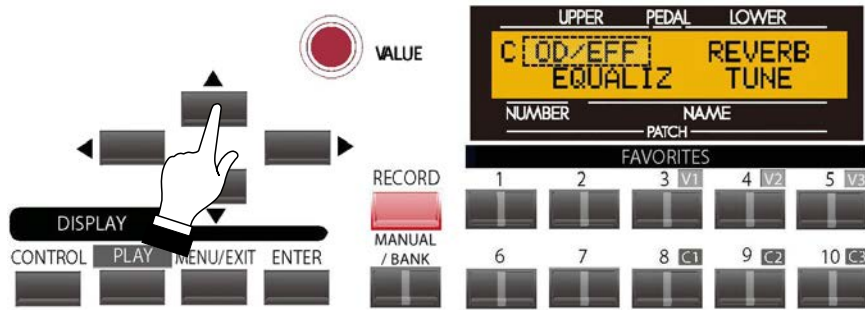 VALUE
UPPER PEDAL LOWER
C OD/EFF REVERB
EQUALIZ TUNE
NUMBER NAME
PATCH
FAVORITES
RECORD 1 2 3 V1 4 V2 5 V3
DISPLAY
MANUAL
CONTROL PLAY MENU/EXIT ENTER / BANK 6 7 8 C1 9 C2 10 C3